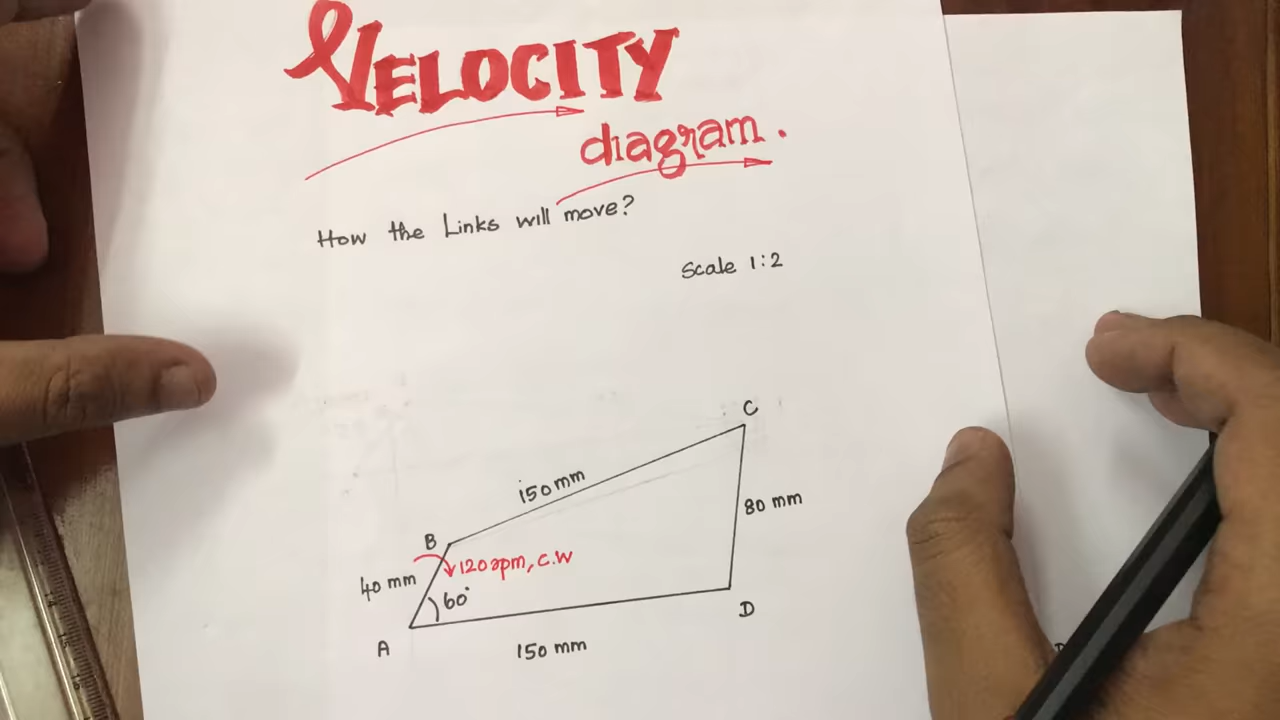 VELOCITY
diagram.
How the Links will move?
Scale 1:2
C
150 mm
80 mm
B
120 rpm, C.W
40 mm
60°
D
A
150 mm